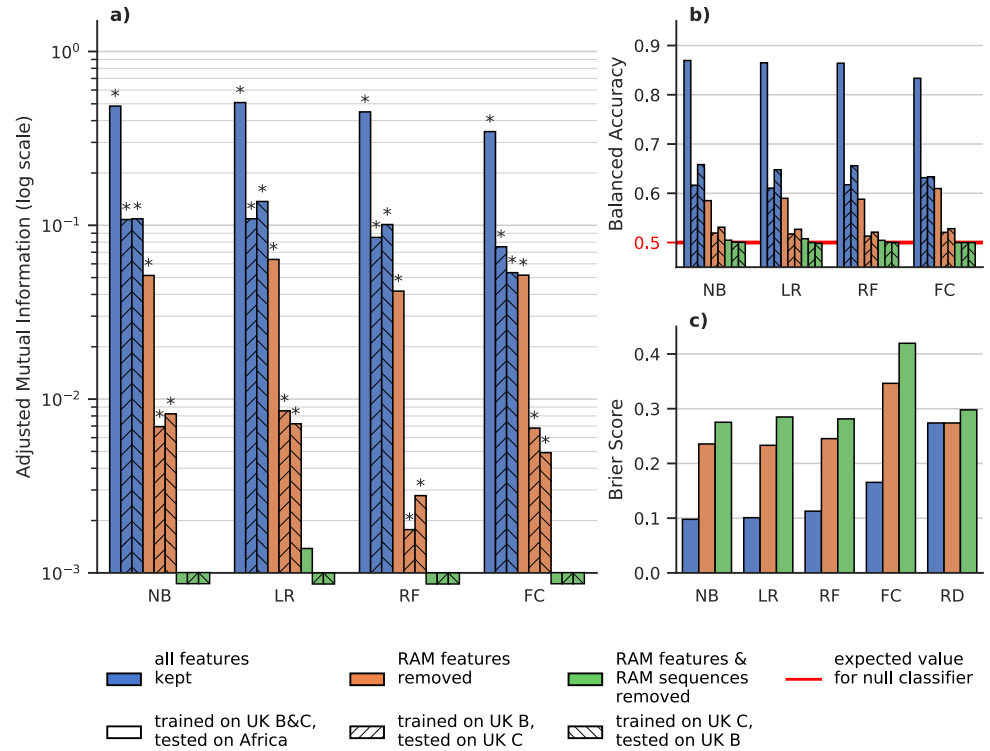 a)
Adjusted Mutual Information (log scale)
10⁰
10⁻¹
10⁻²
10⁻³
* * * * * *
* * * * * *
* * * * * *
* * * * * *
NB LR RF FC
b)
Balanced Accuracy
0.9
0.8
0.7
0.6
0.5
NB LR RF FC
c)
Brier Score
0.4
0.3
0.2
0.1
0.0
NB LR RF FC RD
all features
kept
RAM features
removed
RAM features &
RAM sequences
removed
expected value
for null classifier
trained on UK B&C,
tested on Africa
trained on UK B,
tested on UK C
trained on UK C,
tested on UK B